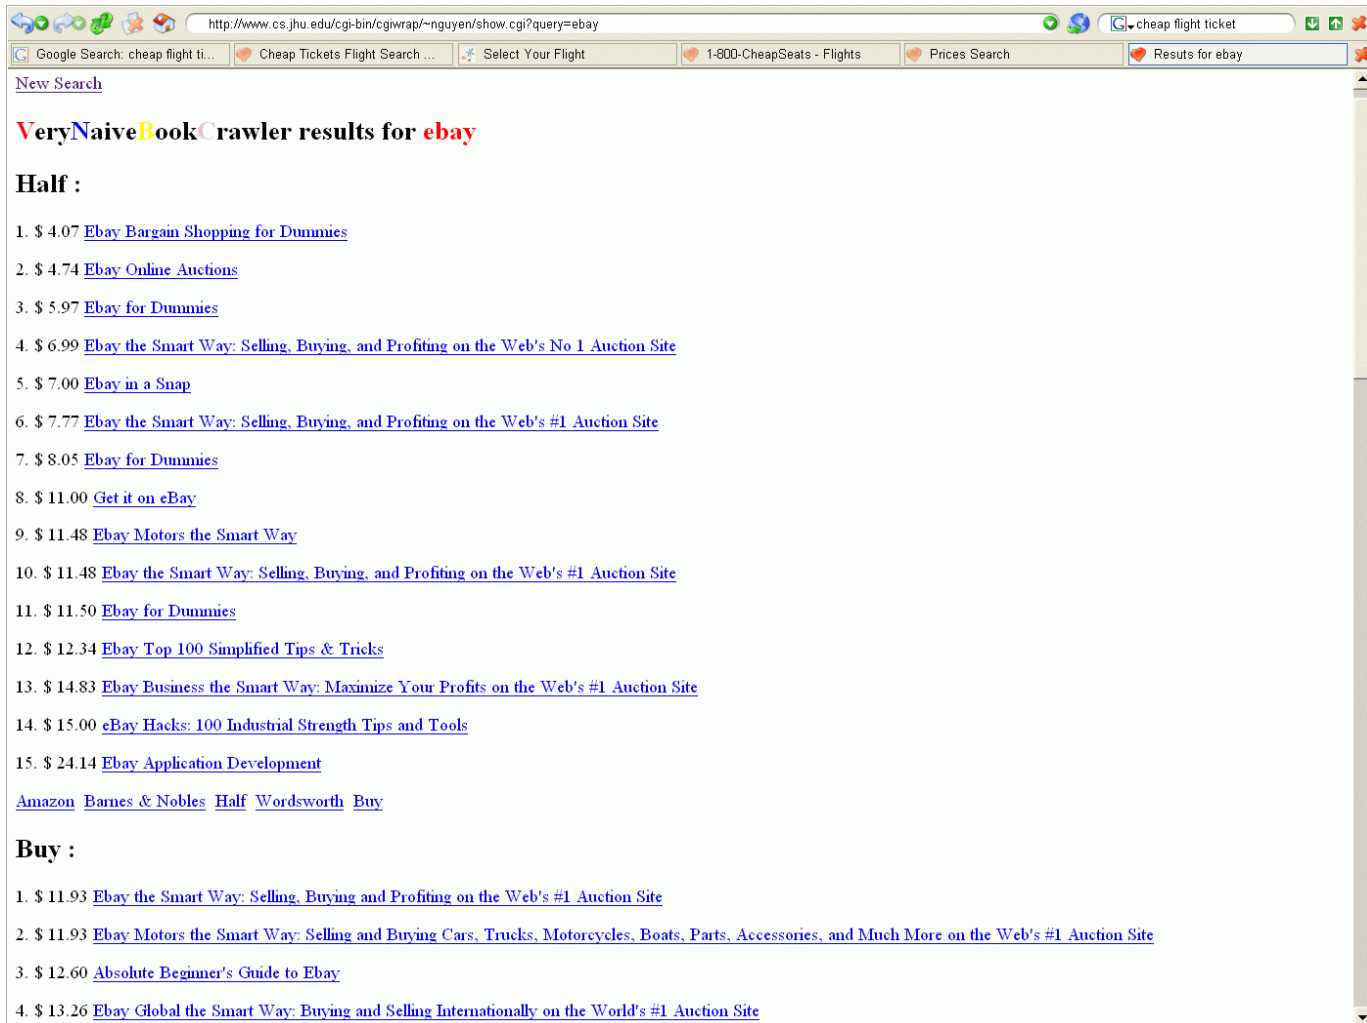 http://www.cs.jhu.edu/cgi-bin/cgiwrap/~nguyen/show.cgi?query=ebay
G cheap flight ticket
G Google Search: cheap flight ti...
Cheap Tickets Flight Search ...
Select Your Flight
1-800-CheapSeats - Flights
Prices Search
Resuts for ebay
New Search
VeryNaiveBookCrawler results for ebay
Half :
1. $ 4.07 Ebay Bargain Shopping for Dummies
2. $ 4.74 Ebay Online Auctions
3. $ 5.97 Ebay for Dummies
4. $ 6.99 Ebay the Smart Way: Selling, Buying, and Profiting on the Web's No 1 Auction Site
5. $ 7.00 Ebay in a Snap
6. $ 7.77 Ebay the Smart Way: Selling, Buying, and Profiting on the Web's #1 Auction Site
7. $ 8.05 Ebay for Dummies
8. $ 11.00 Get it on eBay
9. $ 11.48 Ebay Motors the Smart Way
10. $ 11.48 Ebay the Smart Way: Selling, Buying, and Profiting on the Web's #1 Auction Site
11. $ 11.50 Ebay for Dummies
12. $ 12.34 Ebay Top 100 Simplified Tips & Tricks
13. $ 14.83 Ebay Business the Smart Way: Maximize Your Profits on the Web's #1 Auction Site
14. $ 15.00 eBay Hacks: 100 Industrial Strength Tips and Tools
15. $ 24.14 Ebay Application Development
Amazon Barnes & Nobles Half Wordsworth Buy
Buy :
1. $ 11.93 Ebay the Smart Way: Selling, Buying and Profiting on the Web's #1 Auction Site
2. $ 11.93 Ebay Motors the Smart Way: Selling and Buying Cars, Trucks, Motorcycles, Boats, Parts, Accessories, and Much More on the Web's #1 Auction Site
3. $ 12.60 Absolute Beginner's Guide to Ebay
4. $ 13.26 Ebay Global the Smart Way: Buying and Selling Internationally on the World's #1 Auction Site